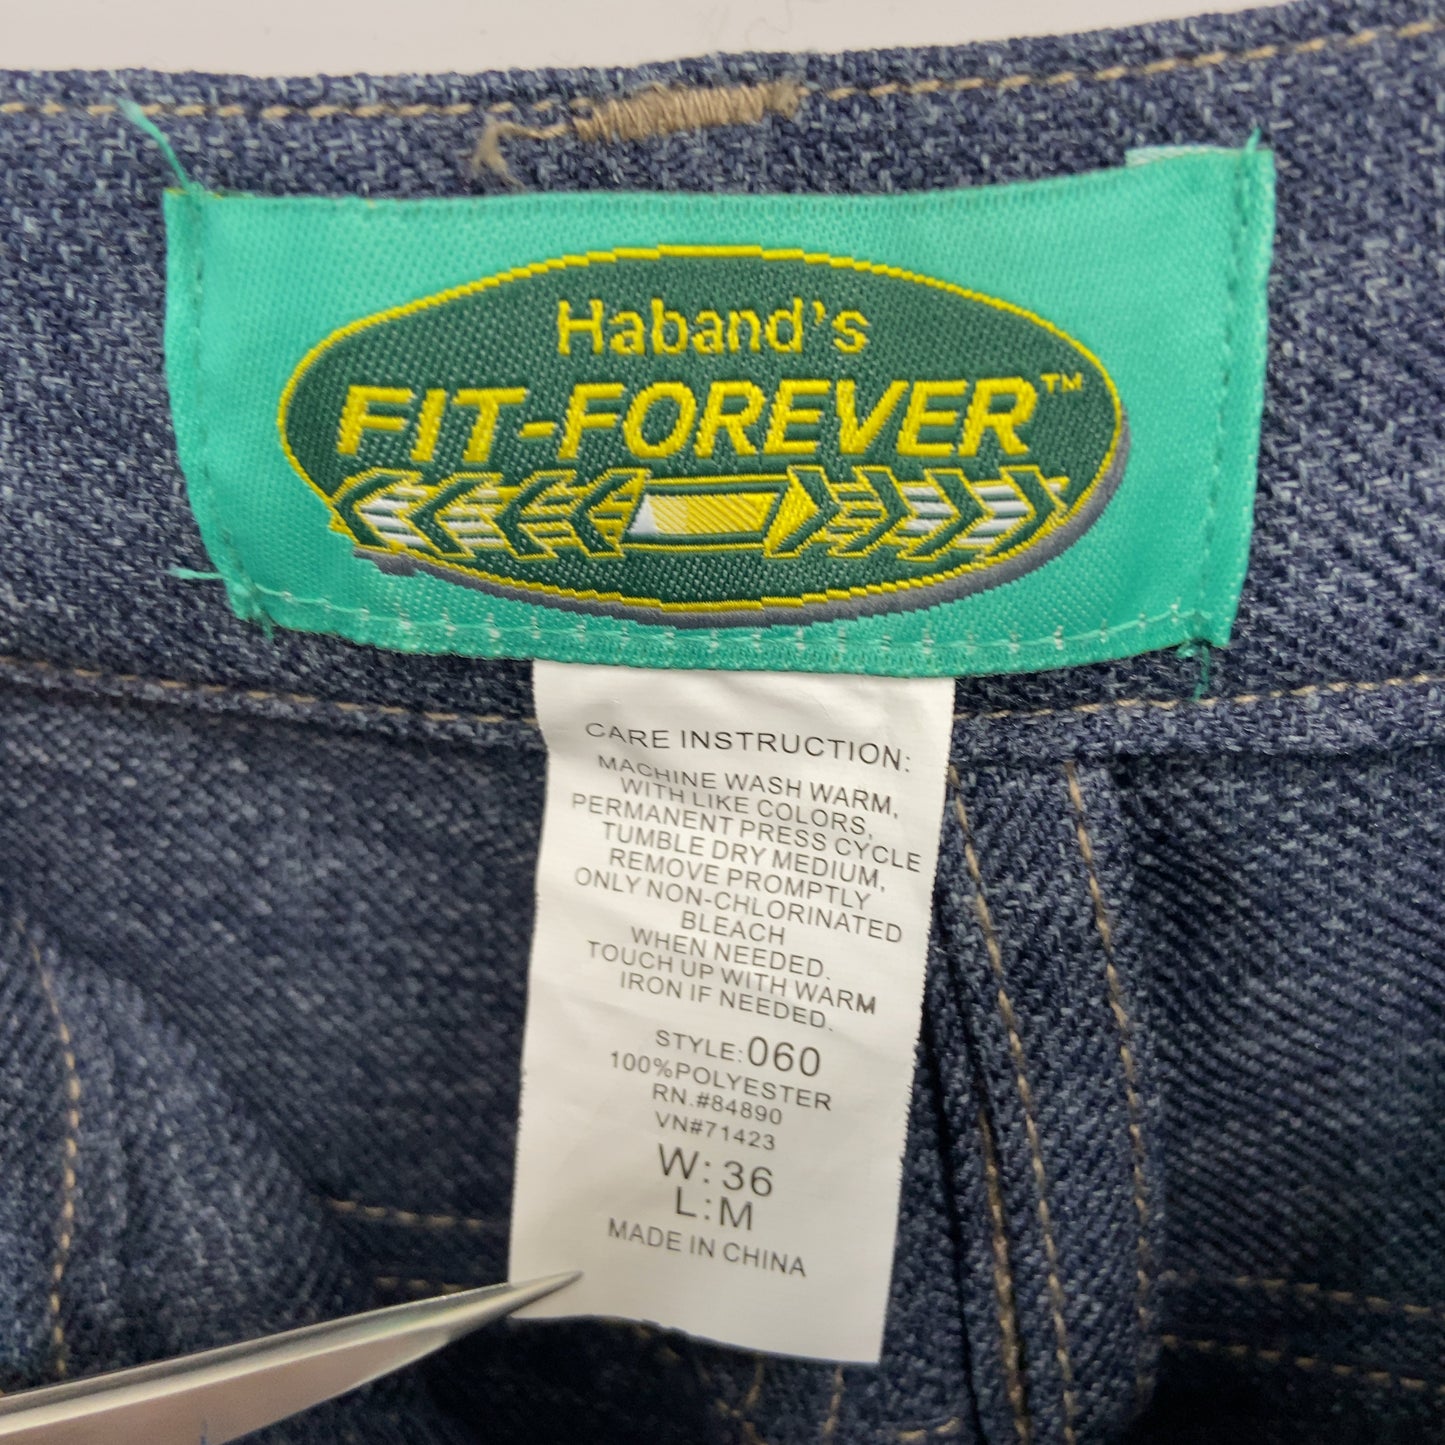 Haband's
FIT-FOREVER™
CARE INSTRUCTION:
MACHINE WASH WARM,
WITH LIKE COLORS,
PERMANENT PRESS CYCLE
TUMBLE DRY MEDIUM,
REMOVE PROMPTLY
ONLY NON-CHLORINATED
BLEACH
WHEN NEEDED.
TOUCH UP WITH WARM
IRON IF NEEDED.
STYLE:060
100%POLYESTER
RN.#84890
VN#71423
W:36
L:M
MADE IN CHINA